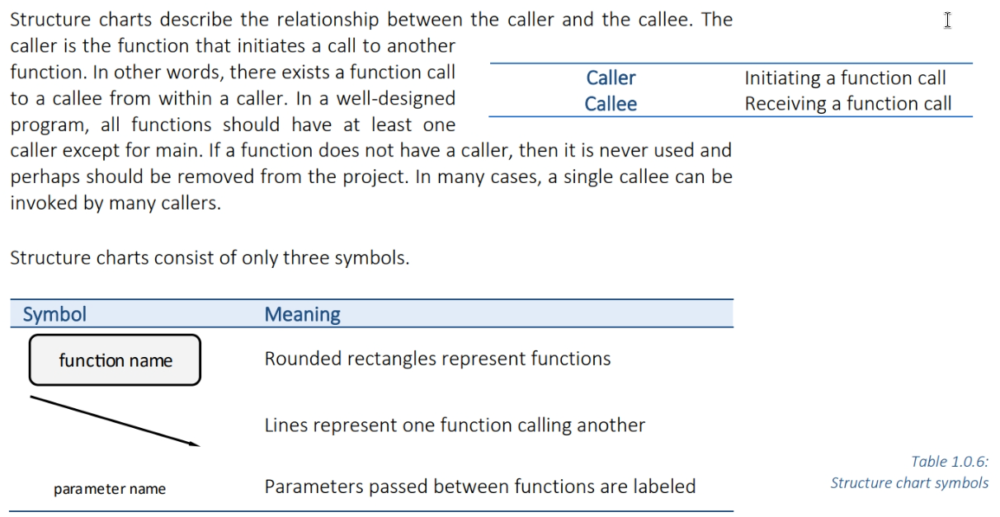 Structure charts describe the relationship between the caller and the callee. The
caller is the function that initiates a call to another
function. In other words, there exists a function call
to a callee from within a caller. In a well-designed
program, all functions should have at least one
caller except for main. If a function does not have a caller, then it is never used and
perhaps should be removed from the project. In many cases, a single callee can be
invoked by many callers.
Caller Initiating a function call
Callee Receiving a function call
Structure charts consist of only three symbols.
Symbol Meaning
function name Rounded rectangles represent functions
Lines represent one function calling another
parameter name Parameters passed between functions are labeled
Table 1.0.6:
Structure chart symbols